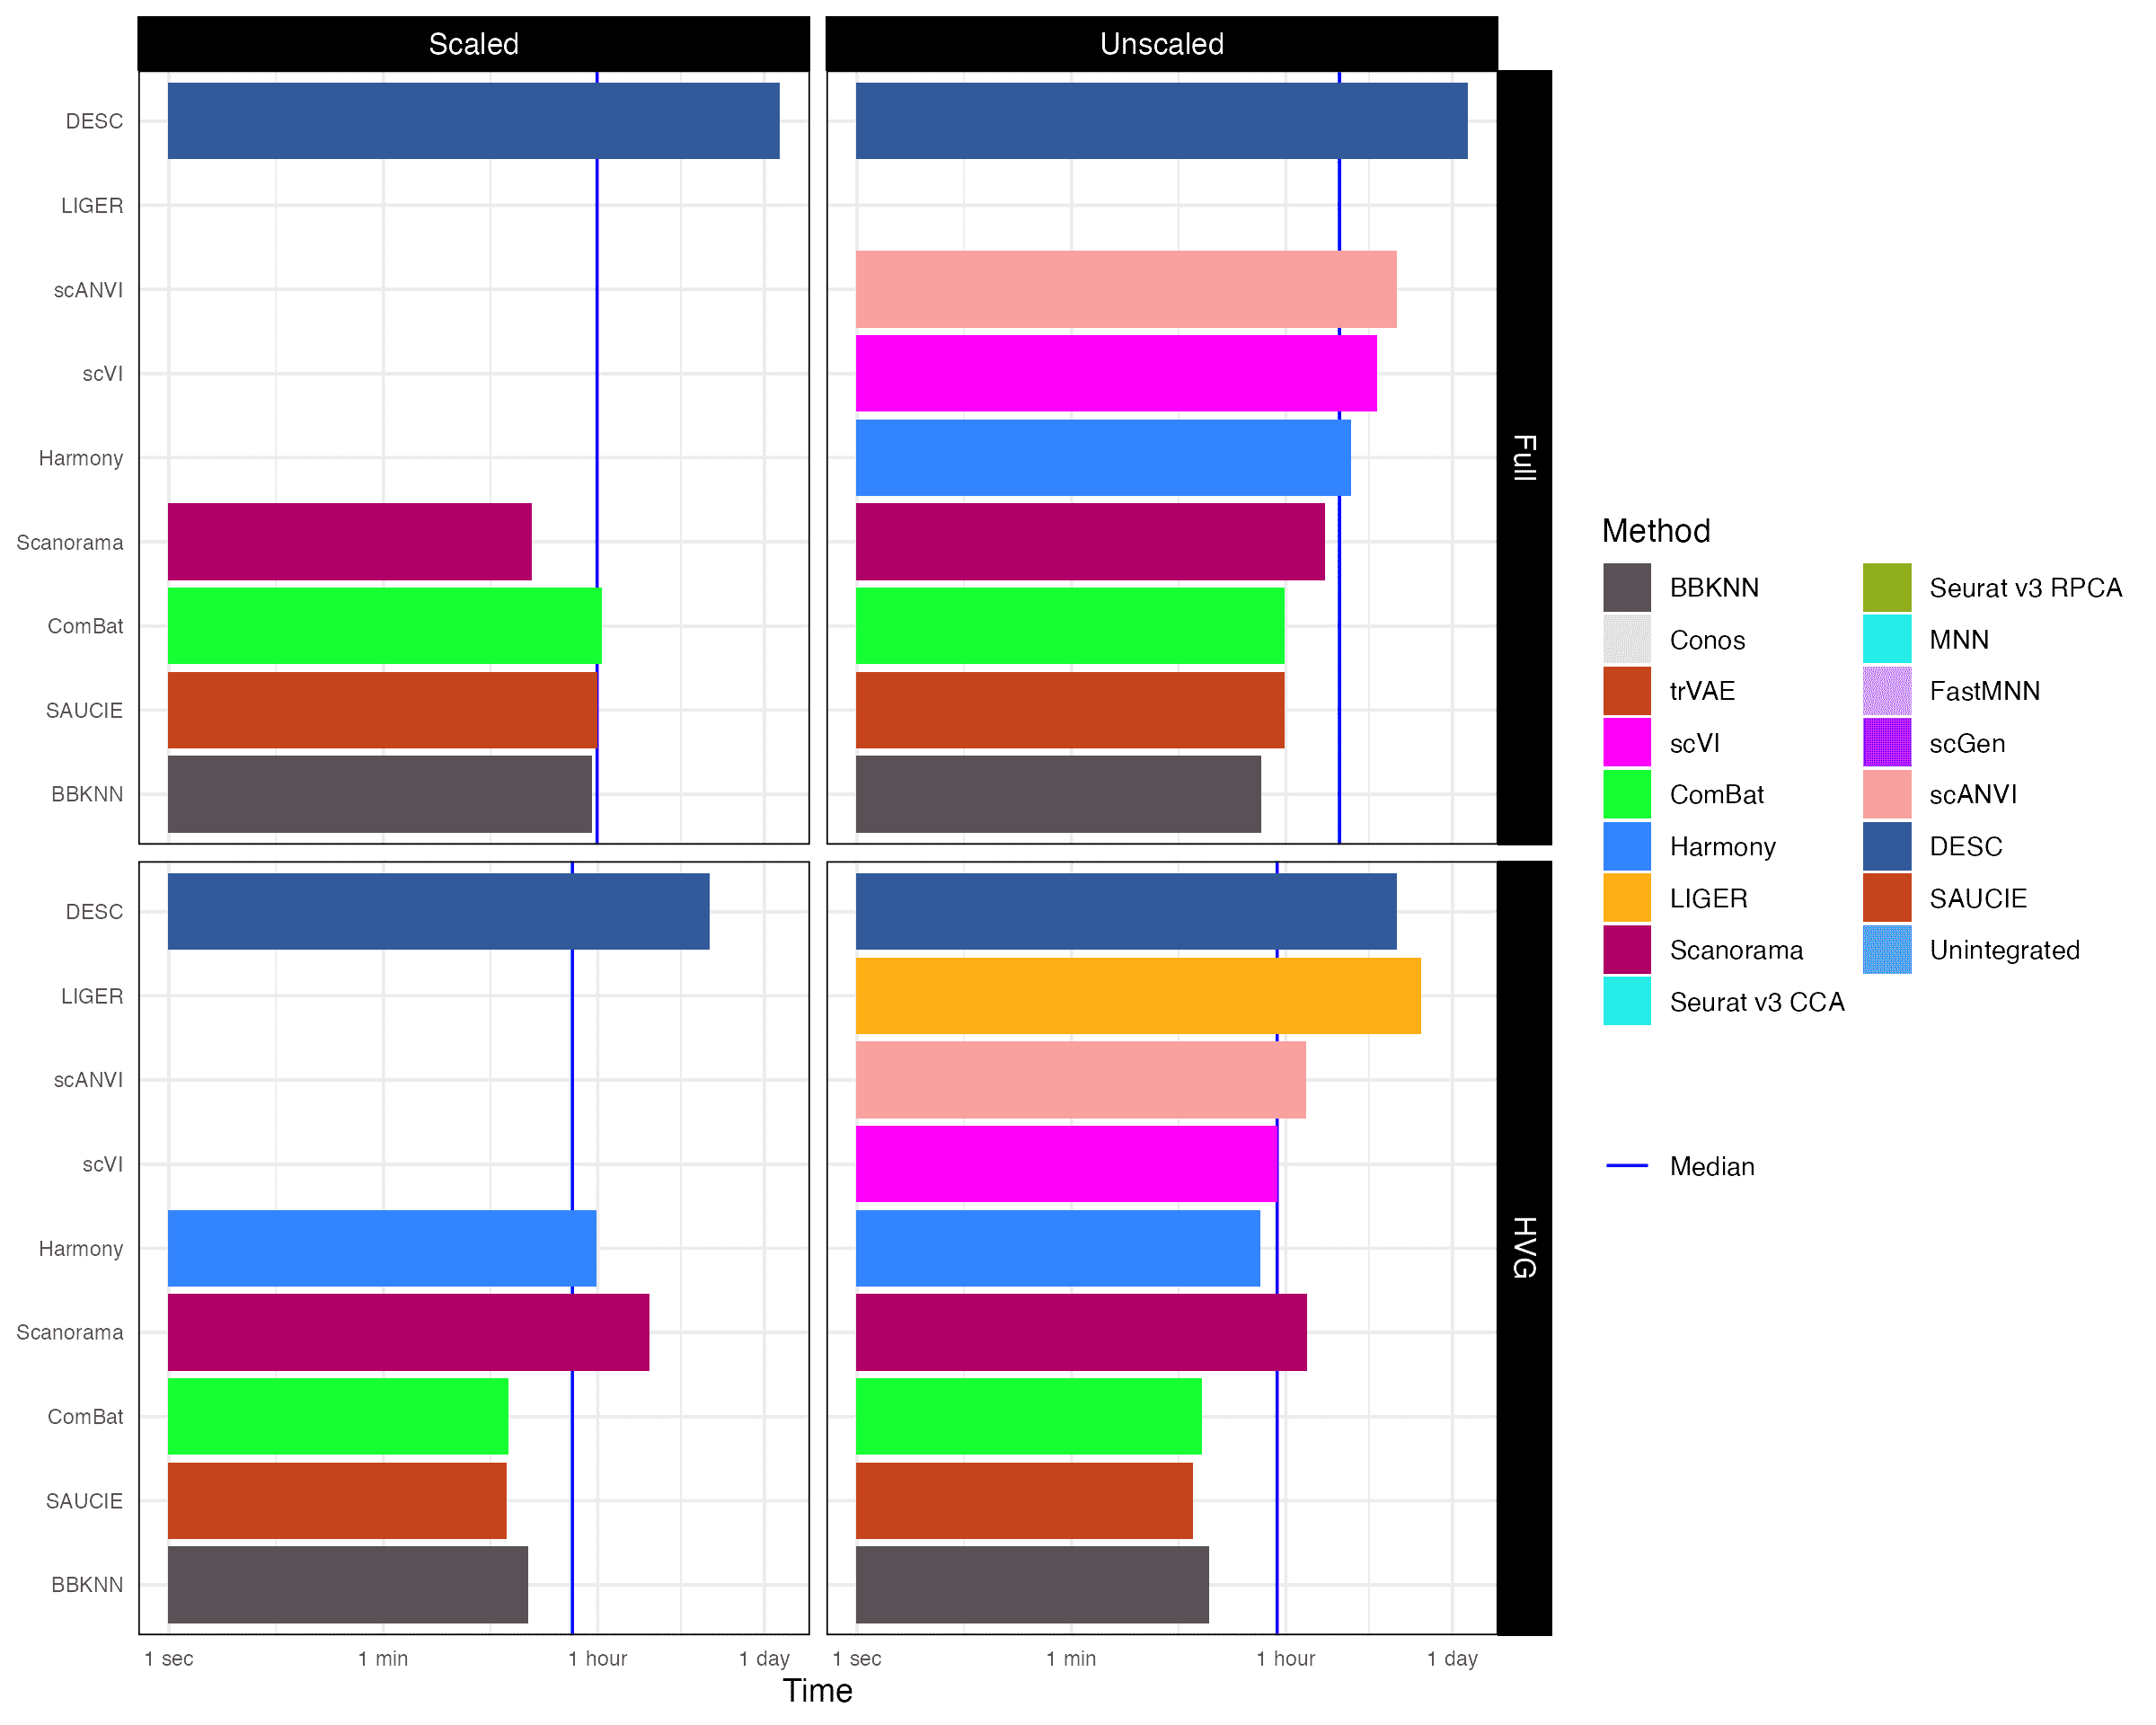 Scaled
Unscaled
DESC
LIGER
scANVI
scVI
Harmony
Scanorama
ComBat
SAUCIE
BBKNN
Full
DESC
LIGER
scANVI
scVI
Harmony
Scanorama
ComBat
SAUCIE
BBKNN
HVG
1 sec 1 min 1 hour 1 day
1 sec 1 min 1 hour 1 day
Time
Method
BBKNN
Conos
trVAE
scVI
ComBat
Harmony
LIGER
Scanorama
Seurat v3 CCA
Seurat v3 RPCA
MNN
FastMNN
scGen
scANVI
DESC
SAUCIE
Unintegrated
Median